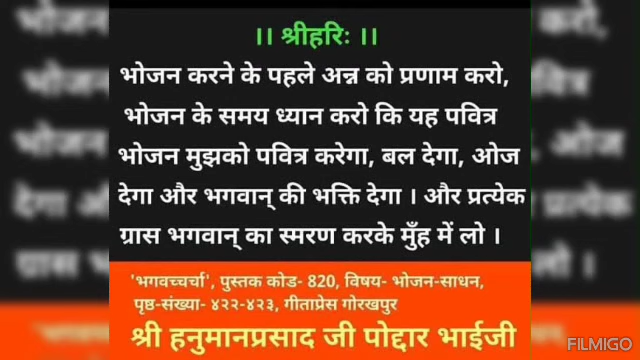 ।। श्रीहरिः ।।
भोजन करने के पहले अन्न को प्रणाम करो,
भोजन के समय ध्यान करो कि यह पवित्र
भोजन मुझको पवित्र करेगा, बल देगा, ओज
देगा और भगवान् की भक्ति देगा । और प्रत्येक
ग्रास भगवान् का स्मरण करके मुँह में लो ।
'भगवच्चर्चा', पुस्तक कोड- 820, विषय- भोजन-साधन,
पृष्ठ-संख्या- ४२२-४२३, गीताप्रेस गोरखपुर
श्री हनुमानप्रसाद जी पोद्दार भाईजी
FILMIGO